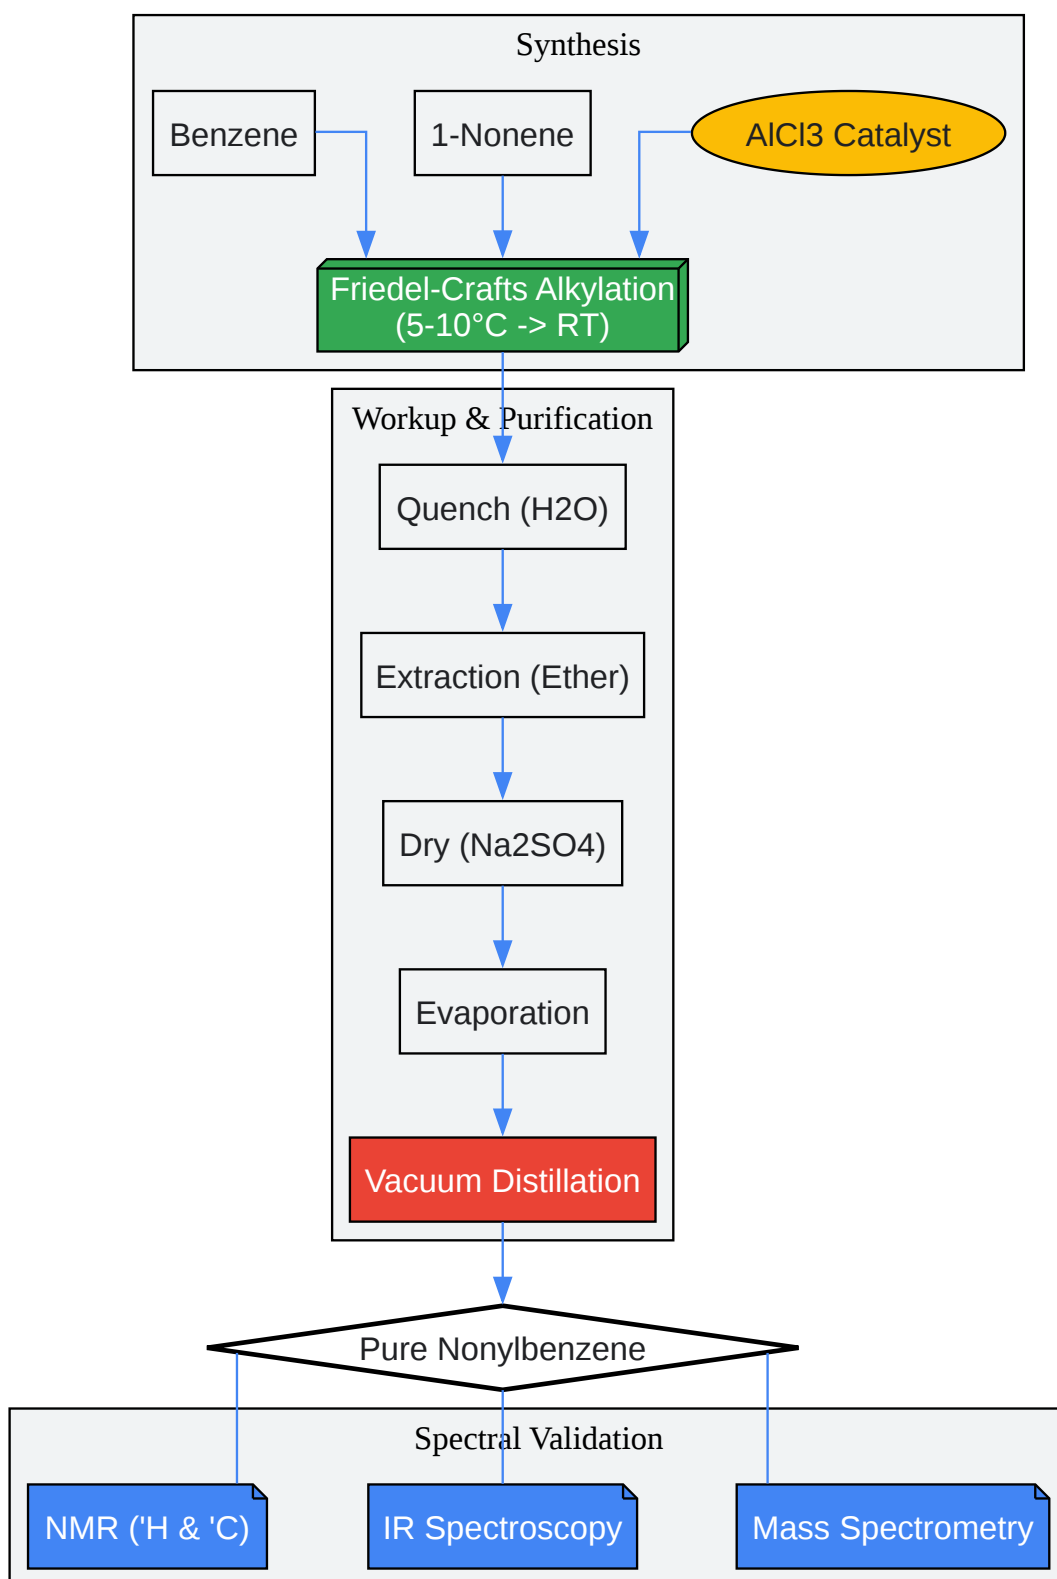 Synthesis
Benzene
1-Nonene
AlCl3 Catalyst
Friedel-Crafts Alkylation
(5-10°C -> RT)
Workup & Purification
Quench (H2O)
Extraction (Ether)
Dry (Na2SO4)
Evaporation
Vacuum Distillation
Pure Nonylbenzene
Spectral Validation
NMR ('H & 'C)
IR Spectroscopy
Mass Spectrometry